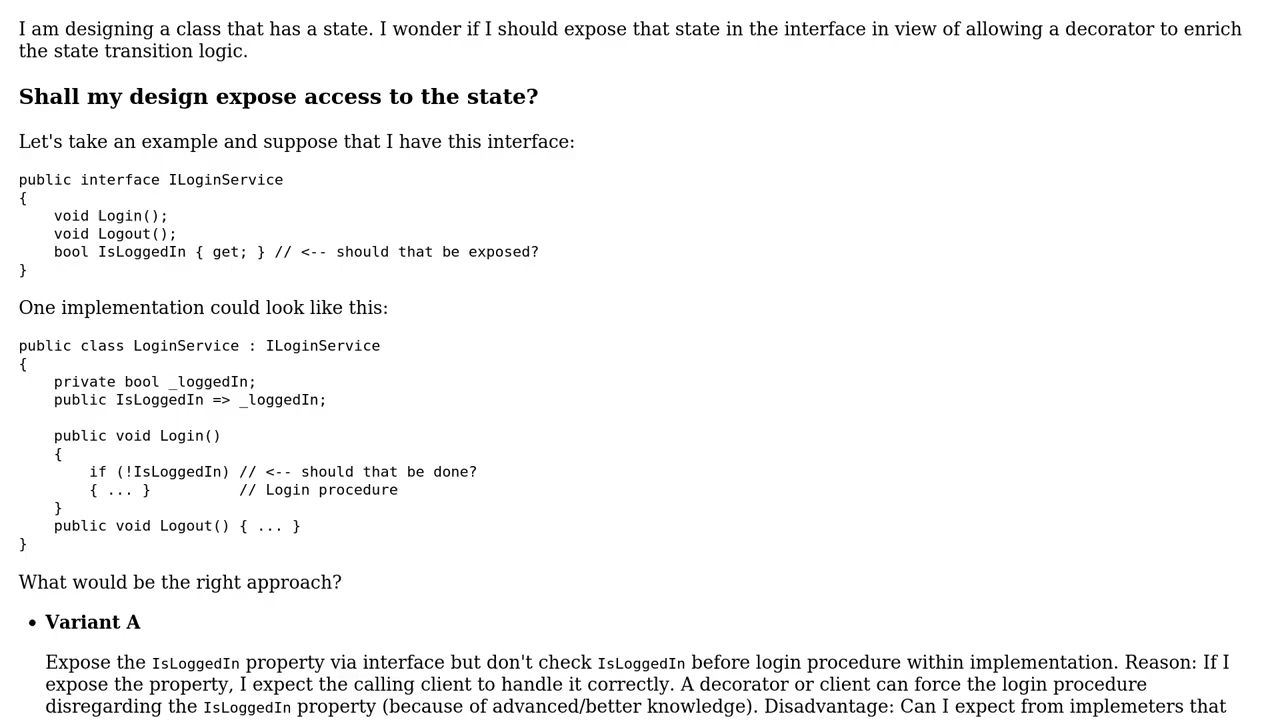 I am designing a class that has a state. I wonder if I should expose that state in the interface in view of allowing a decorator to enrich
the state transition logic.
Shall my design expose access to the state?
Let's take an example and suppose that I have this interface:
public interface ILoginService
{
    void Login();
    void Logout();
    bool IsLoggedIn { get; } // <-- should that be exposed?
}
One implementation could look like this:
public class LoginService : ILoginService
{
    private bool _loggedIn;
    public IsLoggedIn => _loggedIn;
    public void Login()
    {
        if (!IsLoggedIn) // <-- should that be done?
        { ... }          // Login procedure
    }
    public void Logout() { ... }
}
What would be the right approach?
• Variant A
Expose the IsLoggedIn property via interface but don't check IsLoggedIn before login procedure within implementation. Reason: If I
expose the property, I expect the calling client to handle it correctly. A decorator or client can force the login procedure
disregarding the IsLoggedIn property (because of advanced/better knowledge). Disadvantage: Can I expect from implemeters that